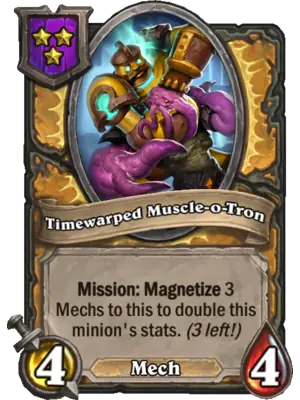 Timewarped Muscle-o-Tron
Mission: Magnetize 3
Mechs to this to double this
minion's stats. (3 left!)
4
Mech
4